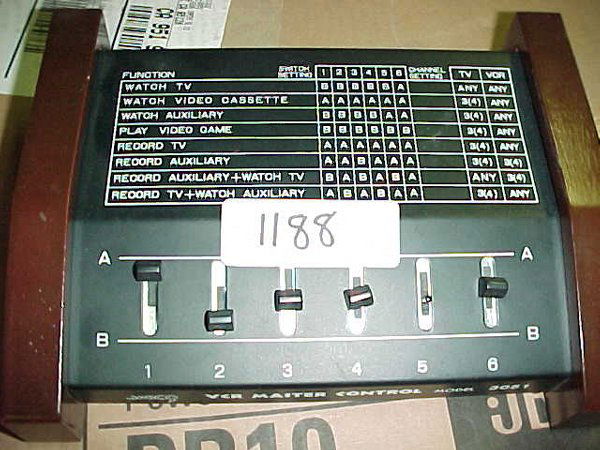 CA 951
FUNCTION SWITCH SETTING 1 2 3 4 5 6 CHANNEL SETTING TV VCR
WATCH TV B B B B B A ANY ANY
WATCH VIDEO CASSETTE A A A A A A 3(4) ANY
WATCH AUXILIARY B B B B A A 3(4) ANY
PLAY VIDEO GAME B B B B B B 3(4) ANY
RECORD TV A A A A A A 3(4) ANY
RECORD AUXILIARY A B A A A A 3(4) 3(4)
RECORD AUXILIARY+WATCH TV B A B A B A ANY 3(4)
RECORD TV+WATCH AUXILIARY A B A B A A 3(4) ANY
1188
A A
B B
1 2 3 4 5 6
VCR MASTER CONTROL MODEL 3051